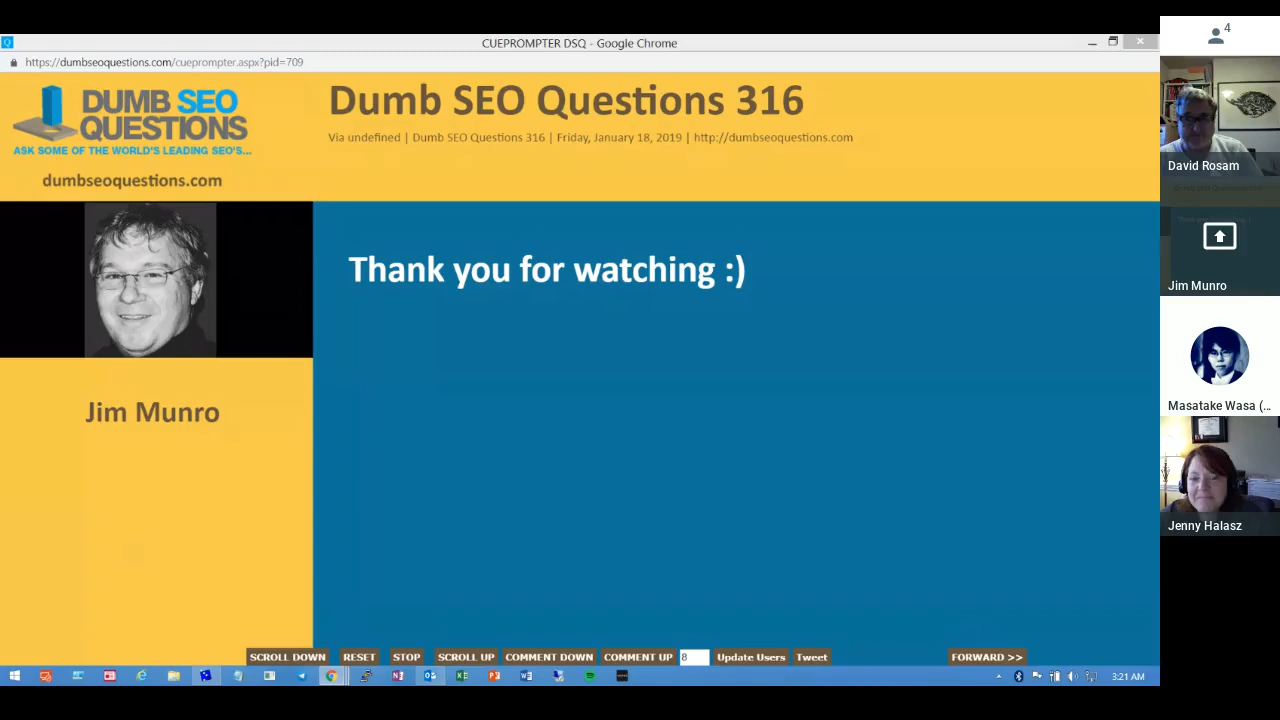 CUEPROMPTER DSQ - Google Chrome
https://dumbseoquestions.com/cueprompter.aspx?pid=709
DUMB SEO
QUESTIONS
ASK SOME OF THE WORLD'S LEADING SEO'S...
dumbseoquestions.com
Dumb SEO Questions 316
Via undefined | Dumb SEO Questions 316 | Friday, January 18, 2019 | http://dumbseoquestions.com
Thank you for watching :)
Jim Munro
SCROLL DOWN RESET STOP SCROLL UP COMMENT DOWN COMMENT UP 8 Update Users Tweet FORWARD >>
3:21 AM
4
David Rosam
Jim Munro
Masatake Wasa (...
Jenny Halasz